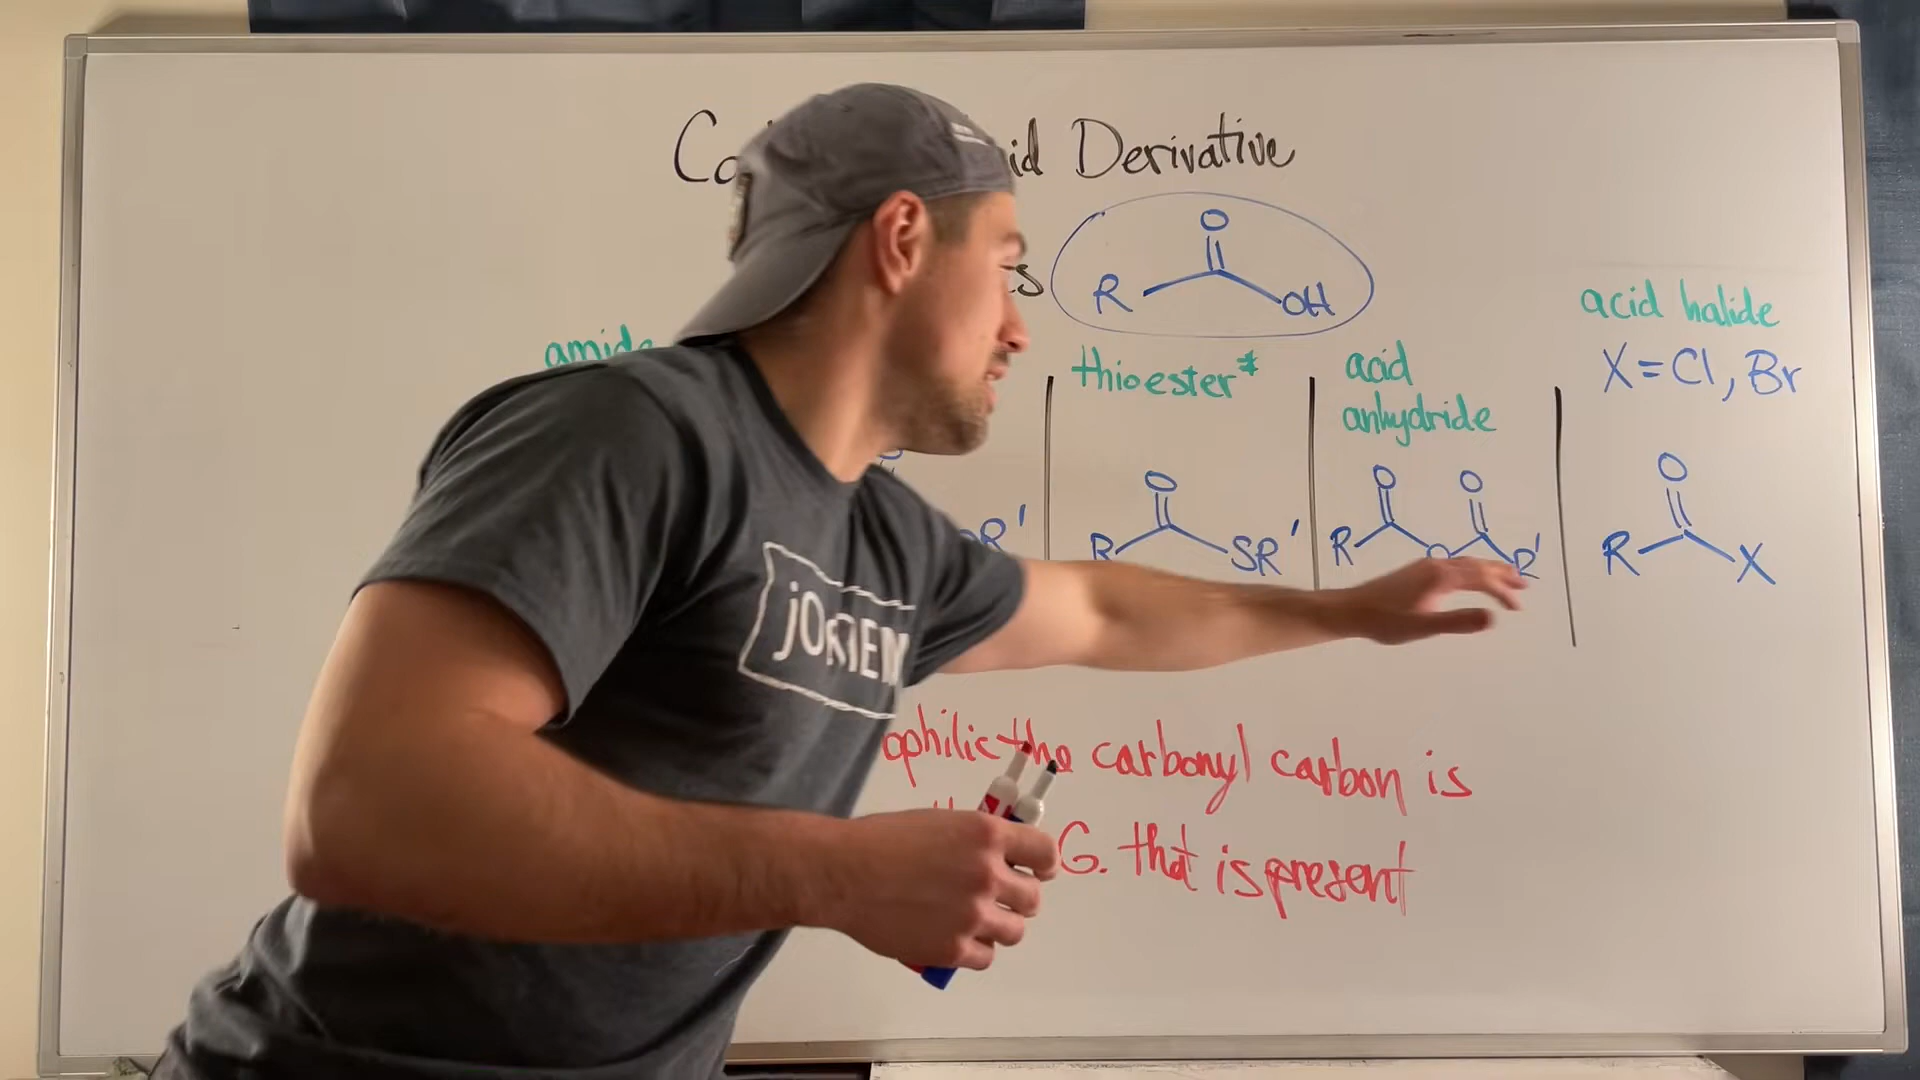 id Derivative
O
R OH
amide
thioester*
acid
anhydride
acid halide
X=Cl, Br
R'
O
R SR'
O O
R O R'
O
R X
ophilic the carbonyl carbon is
G. that is present